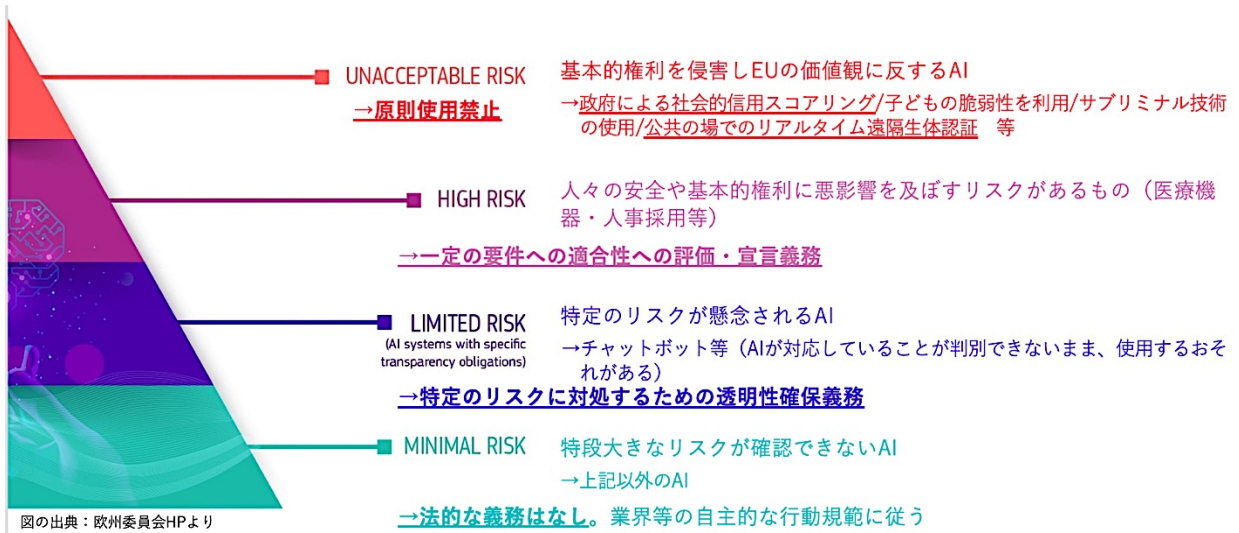 UNACCEPTABLE RISK
→原則使用禁止
基本的権利を侵害しEUの価値観に反するAI
→政府による社会的信用スコアリング/子どもの脆弱性を利用/サブリミナル技術
の使用/公共の場でのリアルタイム遠隔生体認証 等
HIGH RISK
人々の安全や基本的権利に悪影響を及ぼすリスクがあるもの（医療機
器・人事採用等）
→一定の要件への適合性への評価・宣言義務
LIMITED RISK
(AI systems with specific
transparency obligations)
特定のリスクが懸念されるAI
→チャットボット等（AIが対応していることが判別できないまま、使用するおそ
れがある）
→特定のリスクに対処するための透明性確保義務
MINIMAL RISK
特段大きなリスクが確認できないAI
→上記以外のAI
→法的な義務はなし。業界等の自主的な行動規範に従う
図の出典：欧州委員会HPより